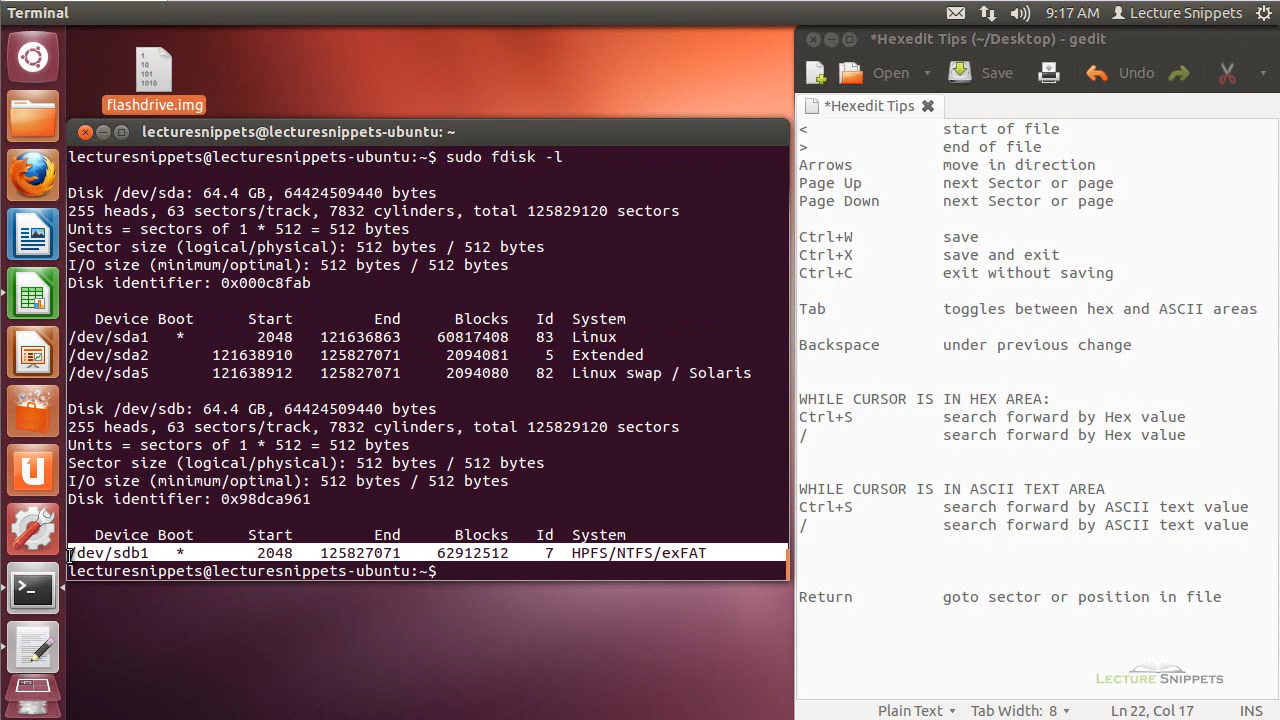 Terminal
9:17 AM
Lecture Snippets
1
10
101
1010
flashdrive.img
lecturesnippets@lecturesnippets-ubuntu: ~
lecturesnippets@lecturesnippets-ubuntu:~$ sudo fdisk -l
Disk /dev/sda: 64.4 GB, 64424509440 bytes
255 heads, 63 sectors/track, 7832 cylinders, total 125829120 sectors
Units = sectors of 1 * 512 = 512 bytes
Sector size (logical/physical): 512 bytes / 512 bytes
I/O size (minimum/optimal): 512 bytes / 512 bytes
Disk identifier: 0x000c8fab
Device Boot Start End Blocks Id System
/dev/sda1 * 2048 121636863 60817408 83 Linux
/dev/sda2 121638910 125827071 2094081 5 Extended
/dev/sda5 121638912 125827071 2094080 82 Linux swap / Solaris
Disk /dev/sdb: 64.4 GB, 64424509440 bytes
255 heads, 63 sectors/track, 7832 cylinders, total 125829120 sectors
Units = sectors of 1 * 512 = 512 bytes
Sector size (logical/physical): 512 bytes / 512 bytes
I/O size (minimum/optimal): 512 bytes / 512 bytes
Disk identifier: 0x98dca961
Device Boot Start End Blocks Id System
/dev/sdb1 * 2048 125827071 62912512 7 HPFS/NTFS/exFAT
lecturesnippets@lecturesnippets-ubuntu:~$
*Hexedit Tips (~/Desktop) - gedit
Open Save Undo
*Hexedit Tips
< start of file
> end of file
Arrows move in direction
Page Up next Sector or page
Page Down next Sector or page
Ctrl+W save
Ctrl+X save and exit
Ctrl+C exit without saving
Tab toggles between hex and ASCII areas
Backspace under previous change
WHILE CURSOR IS IN HEX AREA:
Ctrl+S search forward by Hex value
/ search forward by Hex value
WHILE CURSOR IS IN ASCII TEXT AREA
Ctrl+S search forward by ASCII text value
/ search forward by ASCII text value
Return goto sector or position in file
LECTURE SNIPPETS
Plain Text Tab Width: 8 Ln 22, Col 17 INS